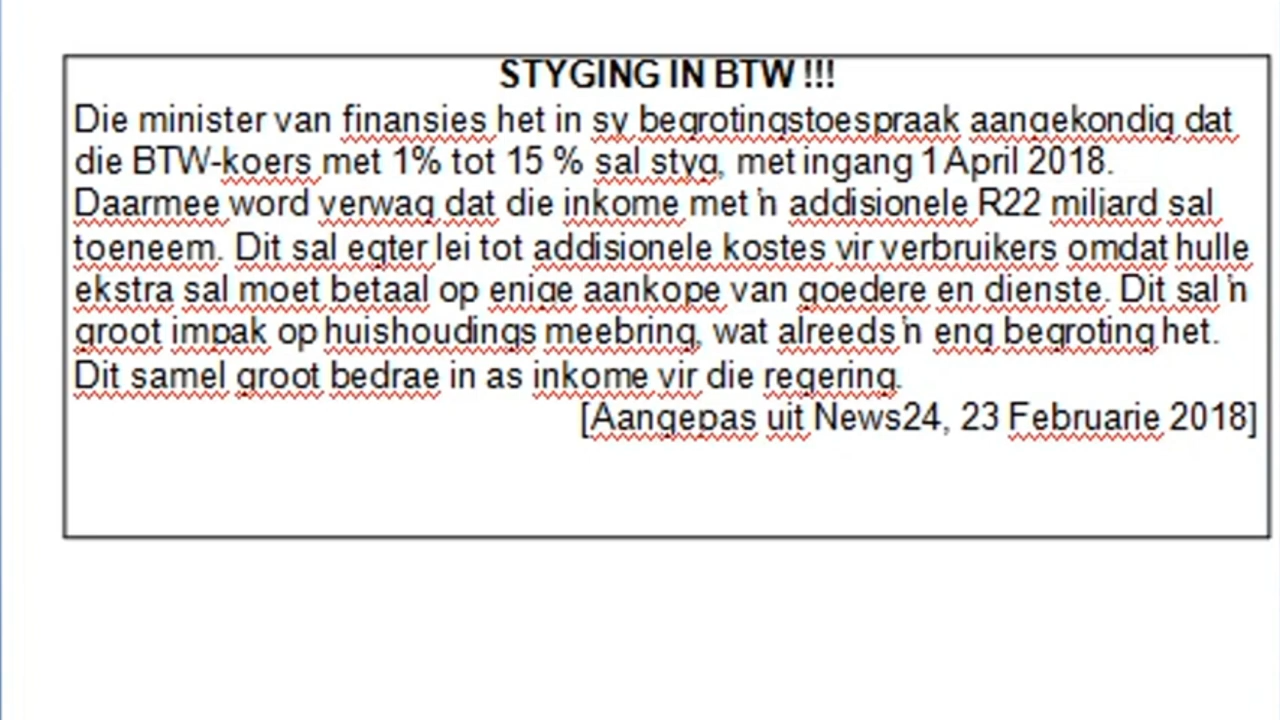 STYGING IN BTW !!!
Die minister van finansies het in sy begrotingstoespraak aangekondig dat
die BTW-koers met 1% tot 15 % sal styg, met ingang 1 April 2018.
Daarmee word verwag dat die inkome met 'n addisionele R22 miljard sal
toeneem. Dit sal egter lei tot addisionele kostes vir verbruikers omdat hulle
ekstra sal moet betaal op enige aankope van goedere en dienste. Dit sal 'n
groot impak op huishoudings meebring, wat alreeds 'n eng begroting het.
Dit samel groot bedrae in as inkome vir die regering.
[Aangepas uit News24, 23 Februarie 2018]